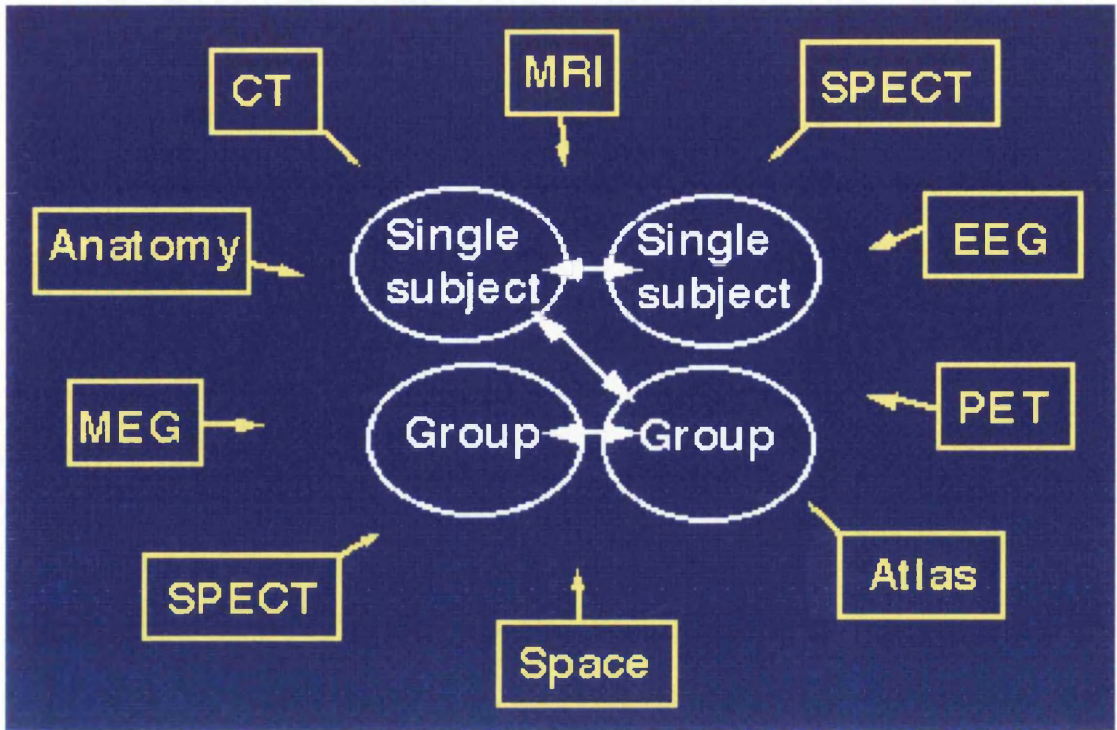 CT
MRI
SPECT
Anatomy
Single
subject
Single
subject
EEG
MEG
Group
Group
PET
SPECT
Space
Atlas